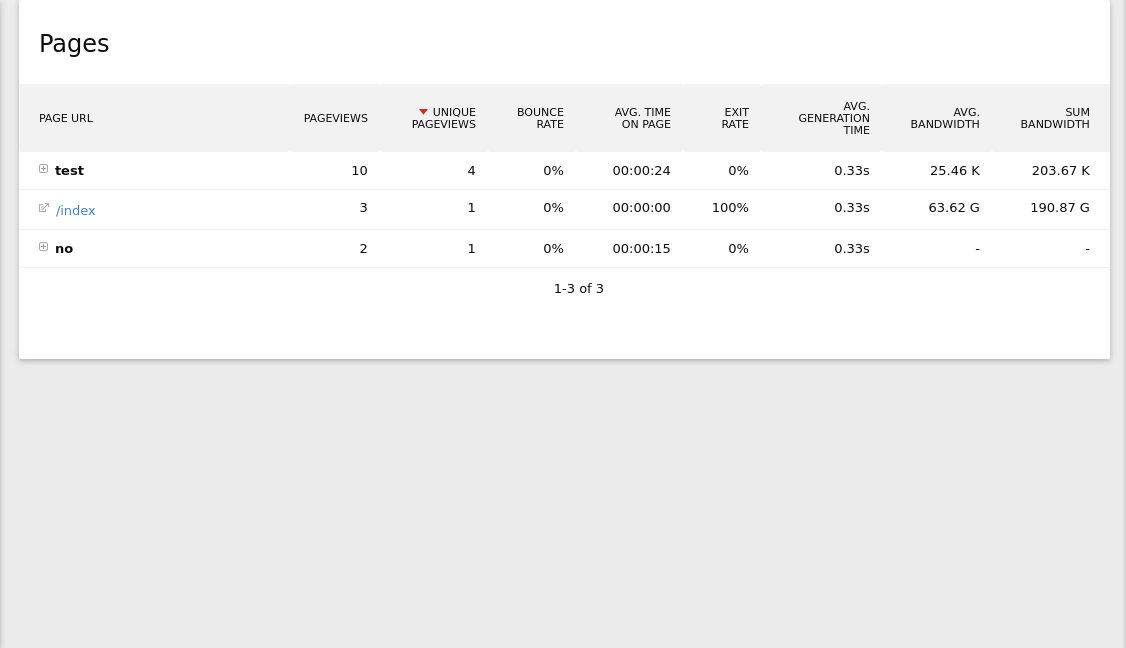 Pages
PAGE URL PAGEVIEWS UNIQUE PAGEVIEWS BOUNCE RATE AVG. TIME ON PAGE EXIT RATE AVG. GENERATION TIME AVG. BANDWIDTH SUM BANDWIDTH
test 10 4 0% 00:00:24 0% 0.33s 25.46 K 203.67 K
/index 3 1 0% 00:00:00 100% 0.33s 63.62 G 190.87 G
no 2 1 0% 00:00:15 0% 0.33s - -
1-3 of 3